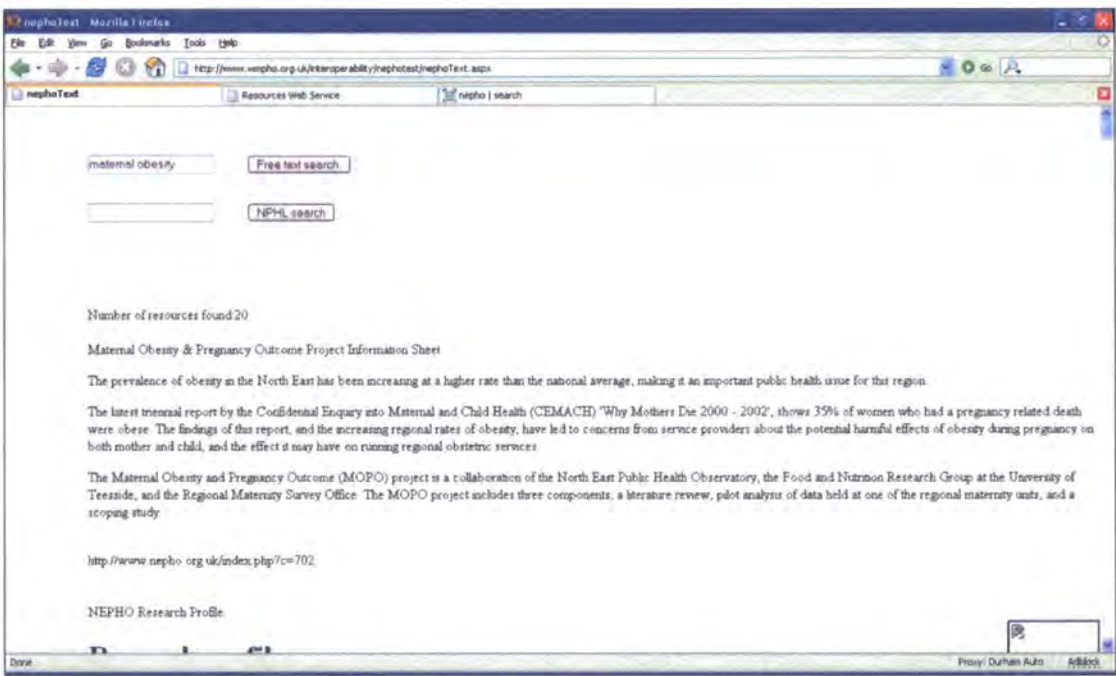 nephoText - Mozilla Firefox
File Edit View Go Bookmarks Tools Help
http://www.wmpho.org.uk/interoperability/nephotest/nephoText.aspx Go
nephoText Resources Web Service nepho | search
maternal obesity Free text search
NPHL search
Number of resources found:20
Maternal Obesity & Pregnancy Outcome Project Information Sheet
The prevalence of obesity in the North East has been increasing at a higher rate than the national average, making it an important public health issue for this region.
The latest triennial report by the Confidential Enquiry into Maternal and Child Health (CEMACH) 'Why Mothers Die 2000 - 2002', shows 35% of women who had a pregnancy related death
were obese. The findings of this report, and the increasing regional rates of obesity, have led to concerns from service providers about the potential harmful effects of obesity during pregnancy on
both mother and child, and the effect it may have on running regional obstetric services.
The Maternal Obesity and Pregnancy Outcome (MOPO) project is a collaboration of the North East Public Health Observatory, the Food and Nutrition Research Group at the University of
Teesside, and the Regional Maternity Survey Office. The MOPO project includes three components, a literature review, pilot analysis of data held at one of the regional maternity units, and a
scoping study.
http://www.nepho.org.uk/index.php?c=702
NEPHO Research Profile
Done Proxy: Durham Auto Adblock